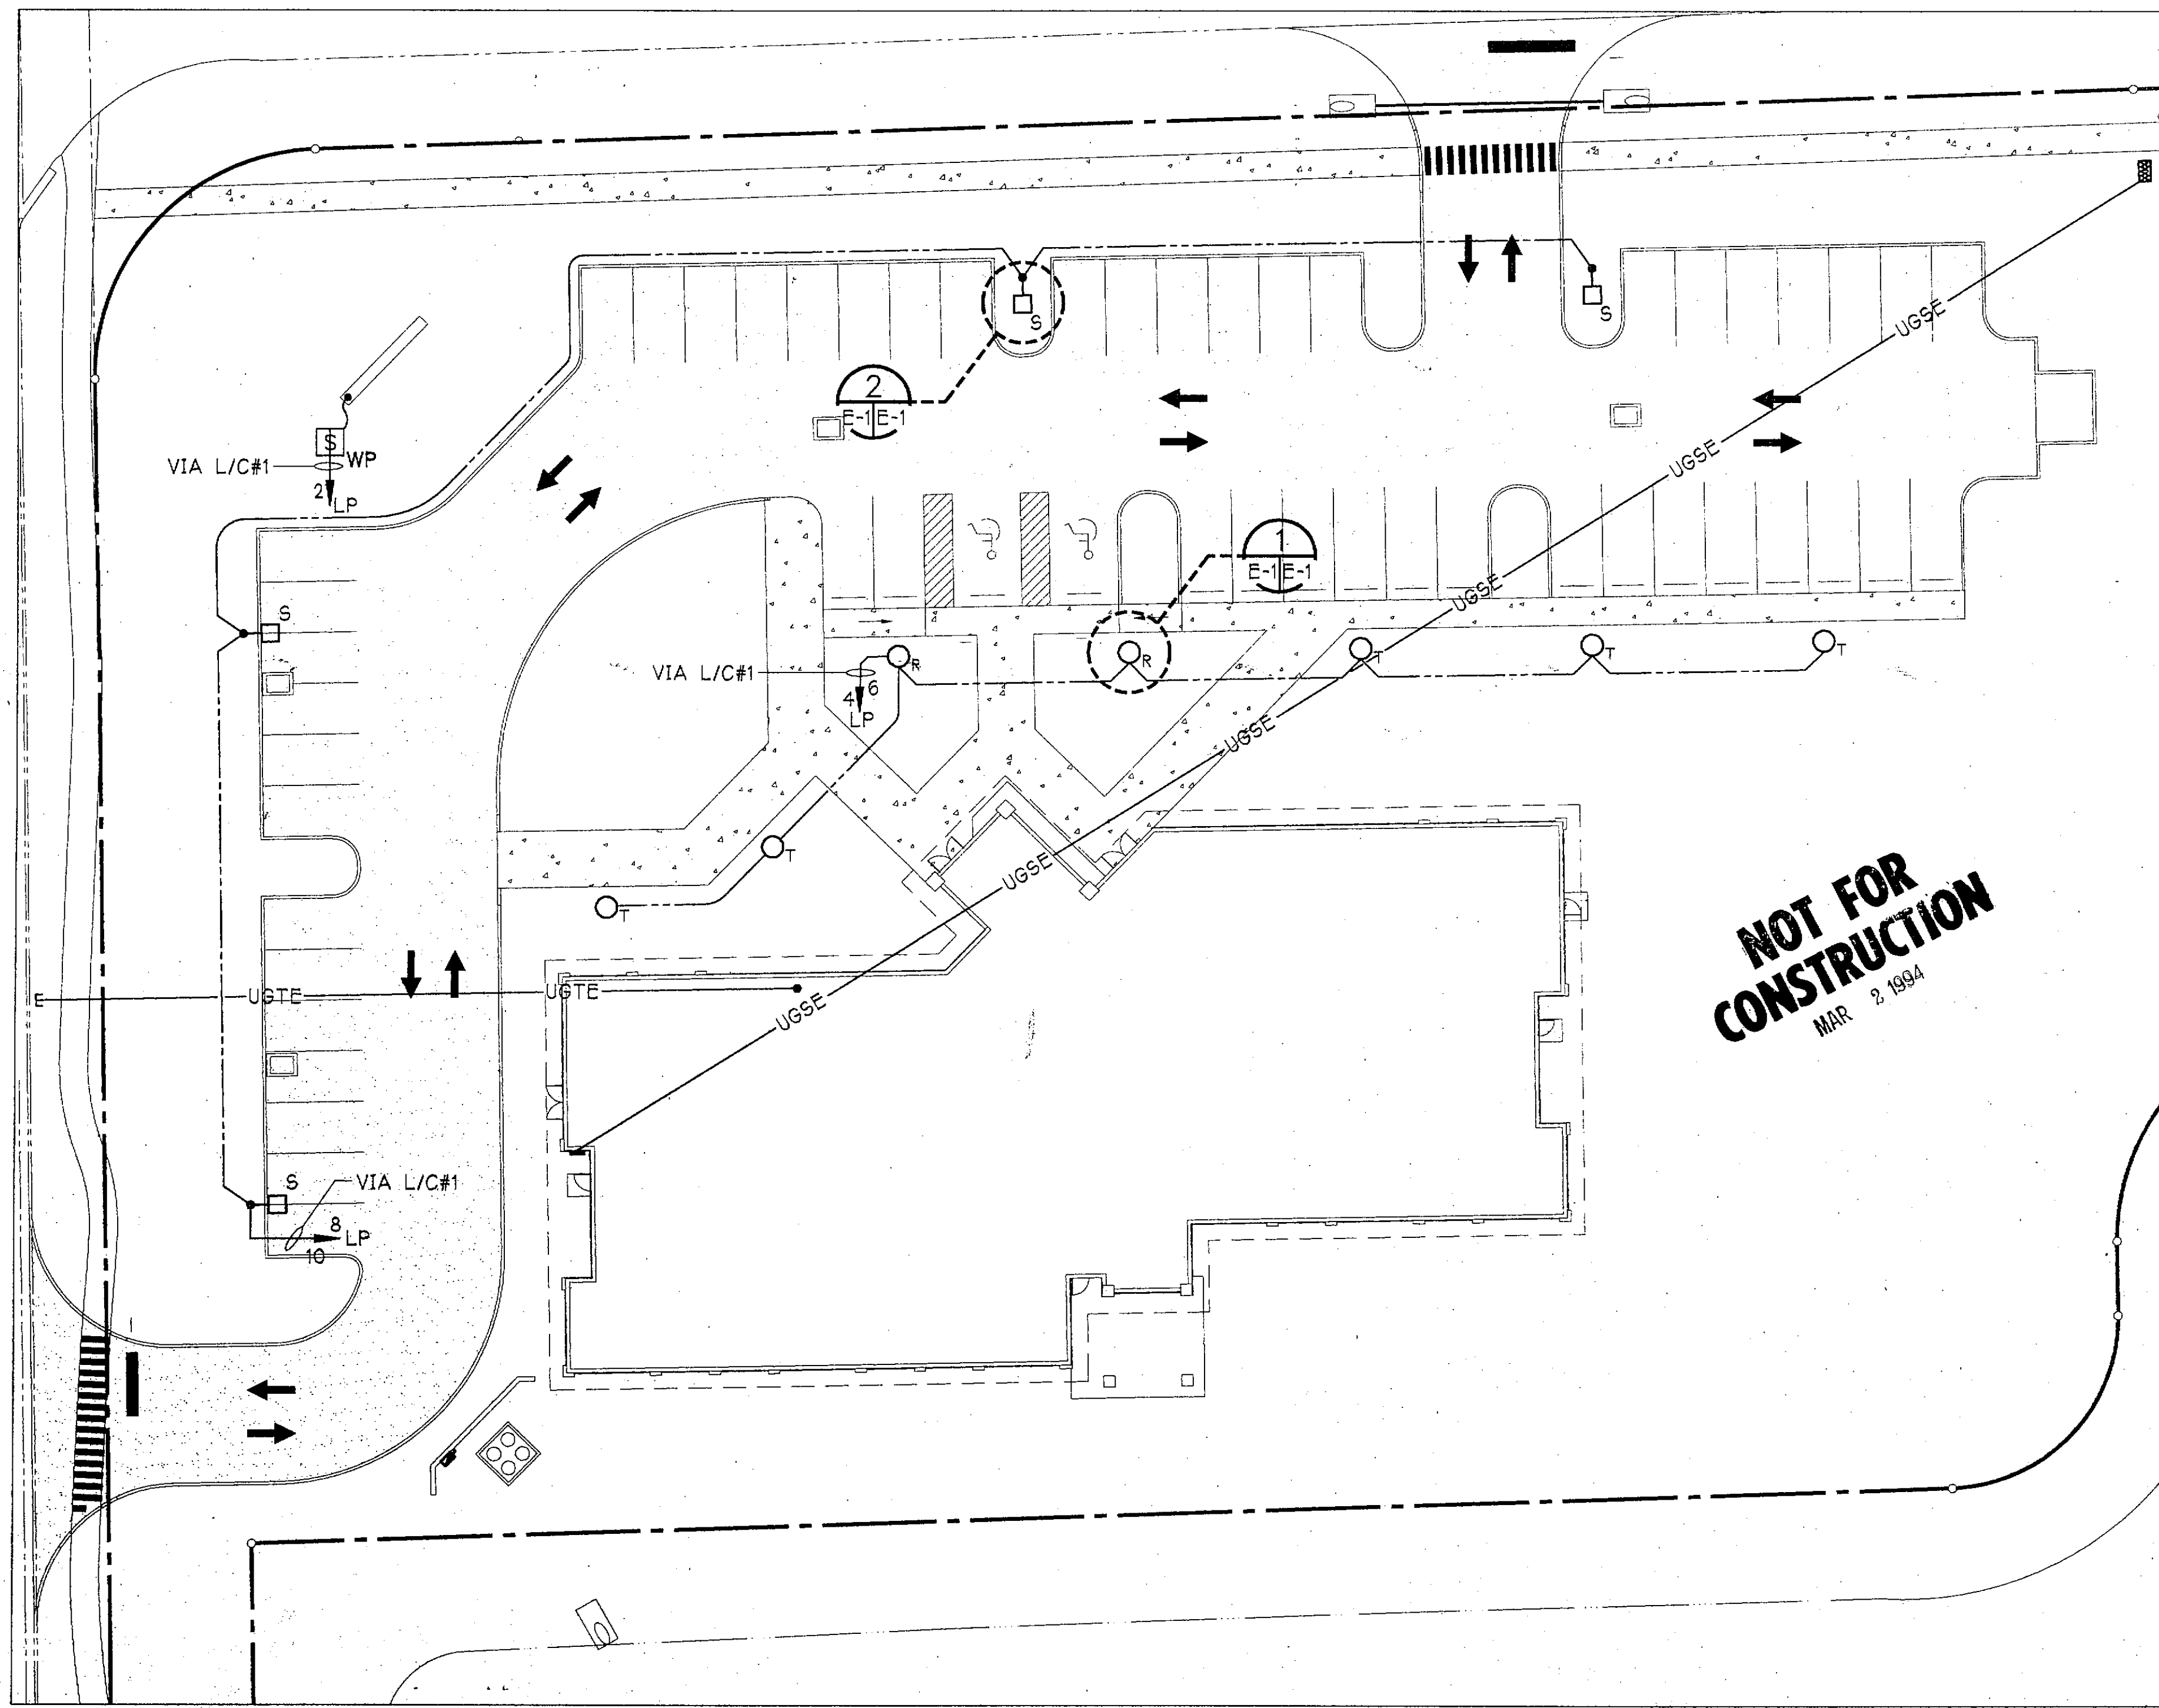 S
S
UGSE
2
E-1 E-1
S
WP
VIA L/C#1
2
LP
UGSE
1
E-1 E-1
UGSE
S
R
R
T
T
T
VIA L/C#1
4
6
LP
UGSE
T
UGSE
T
NOT FOR
CONSTRUCTION
MAR 2 1994
E
UGTE
UGTE
UGSE
S
VIA L/C#1
8
LP
10